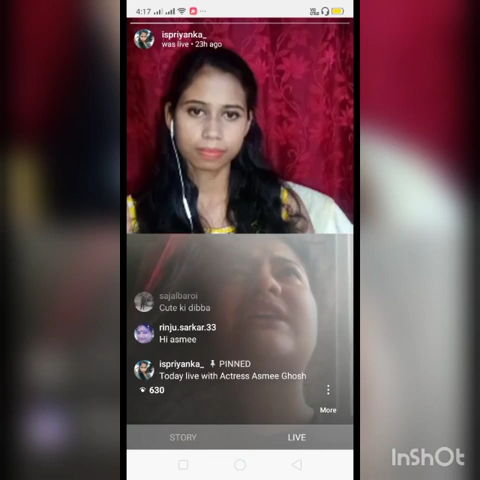 4:17
ispriyanka_
was live • 23h ago
sajalbaroi
Cute ki dibba
rinju.sarkar.33
Hi asmee
ispriyanka_ PINNED
Today live with Actress Asmee Ghosh
630
More
STORY LIVE
InShOt